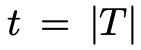 t = |T|